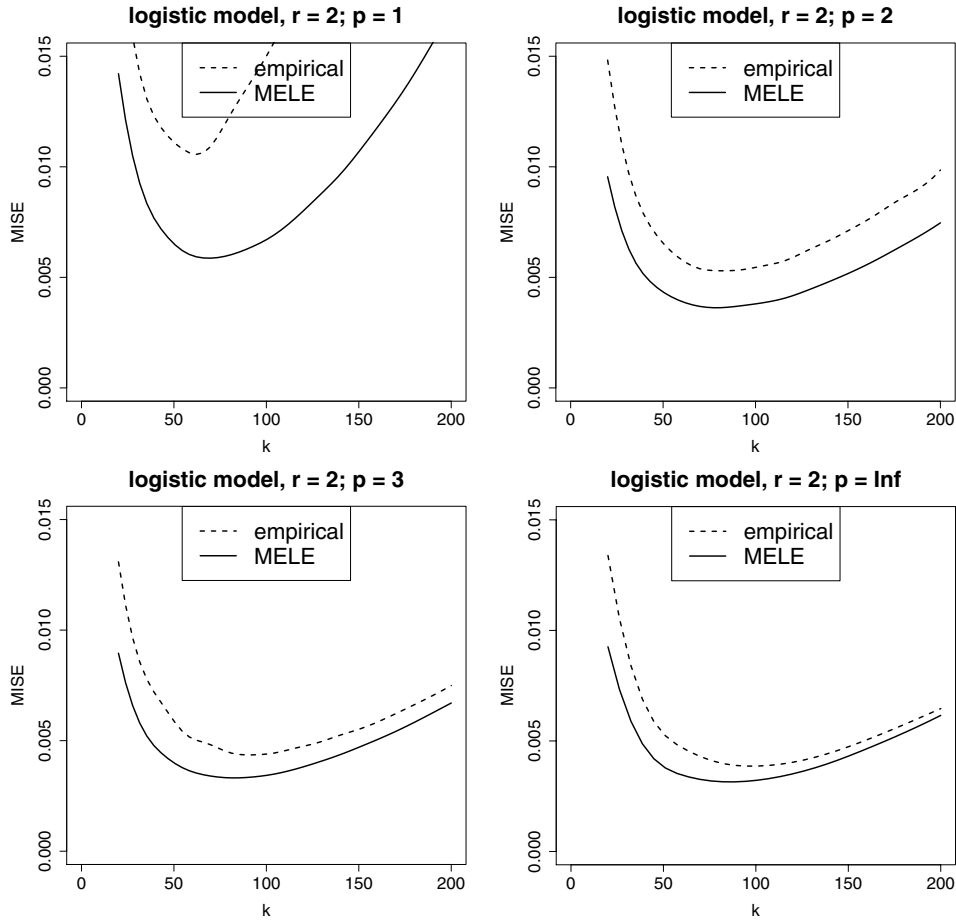 logistic model, r = 2; p = 1
empirical
MELE
MISE
0.000
0.005
0.010
0.015
0
50
100
150
200
k
logistic model, r = 2; p = 2
empirical
MELE
MISE
0.000
0.005
0.010
0.015
0
50
100
150
200
k
logistic model, r = 2; p = 3
empirical
MELE
MISE
0.000
0.005
0.010
0.015
0
50
100
150
200
k
logistic model, r = 2; p = Inf
empirical
MELE
MISE
0.000
0.005
0.010
0.015
0
50
100
150
200
k